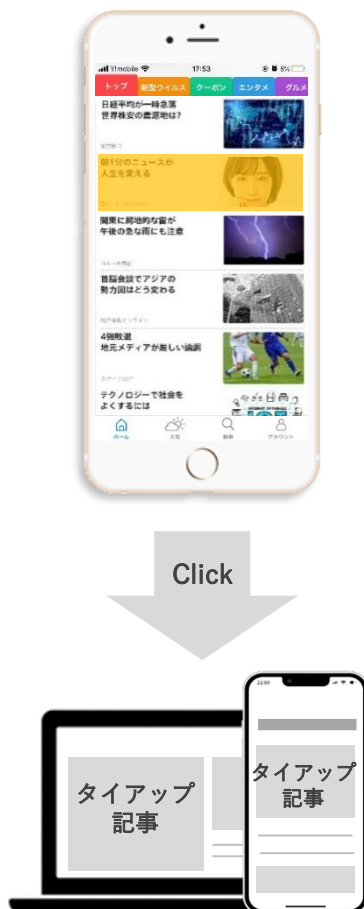 Y!mobile 17:53 8%
トップ 新型ウイルス クーポン エンタメ グルメ
日経平均が一時急落
世界株安の震源地は?
朝1分のニュースが
人生を変える
関東に局地的な雷が
午後の急な雨にも注意
首脳会談でアジアの
勢力図はどう変わる
4強敗退
地元メディアが厳しい論調
テクノロジーで社会を
よくするには
ホーム 天気 検索 アカウント
Click
22:00
タイアップ
記事
タイアップ
記事